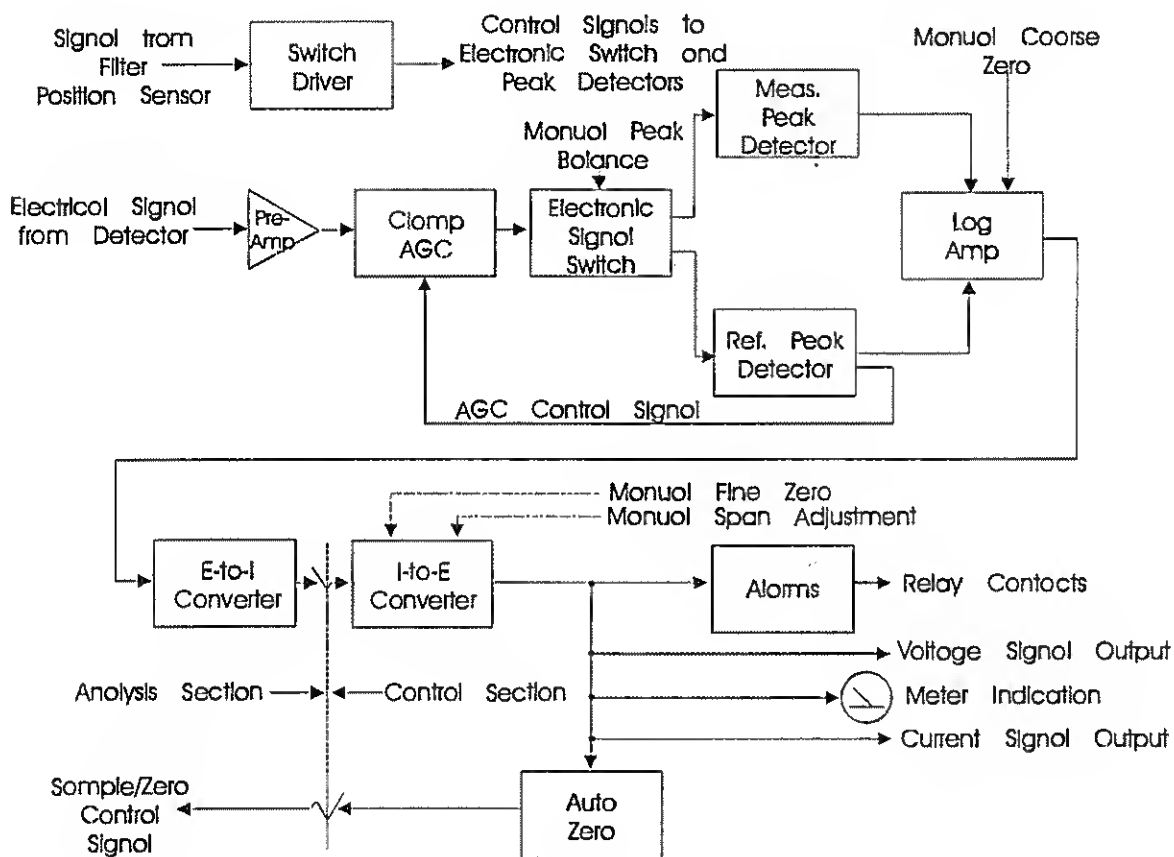 Signol from
Filter
Position Sensor
Switch
Driver
Control Signols to
Electronic Switch ond
Peak Detectors
Monuol Coorse
Zero
Meas.
Peak
Detector
Monuol Peak
Bolonce
Electricol Signol
from Detector
Pre-
Amp
Clomp
AGC
Electronic
Signol
Switch
Log
Amp
Ref. Peok
Detector
AGC Control Signol
Monuol Fine Zero
Monuol Span Adjustment
E-to-I
Converter
I-to-E
Converter
Alorms
Relay Contocts
Voltoge Signol Output
Anolysis Section
Control Section
Meter Indication
Current Signol Output
Somple/Zero
Control
Signol
Auto
Zero